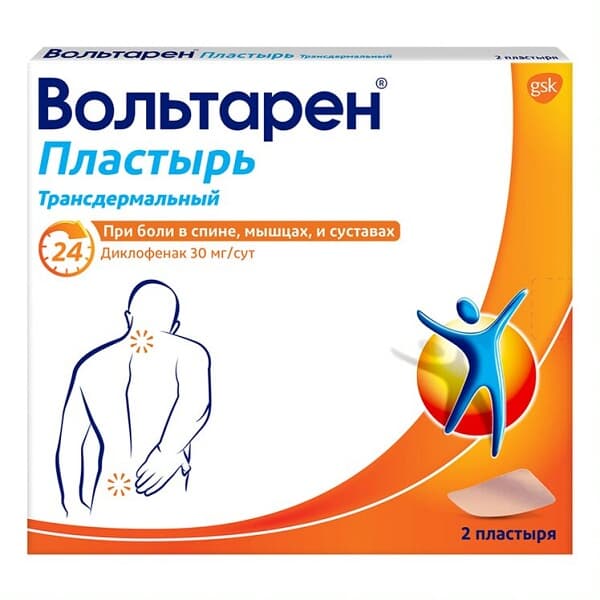 Вольтарен Пластырь Трансдермальный 2 пластыря
Вольтарен®
gsk
Пластырь
Трансдермальный
24
При боли в спине, мышцах, и суставах
Диклофенак 30 мг/сут
2 пластыря